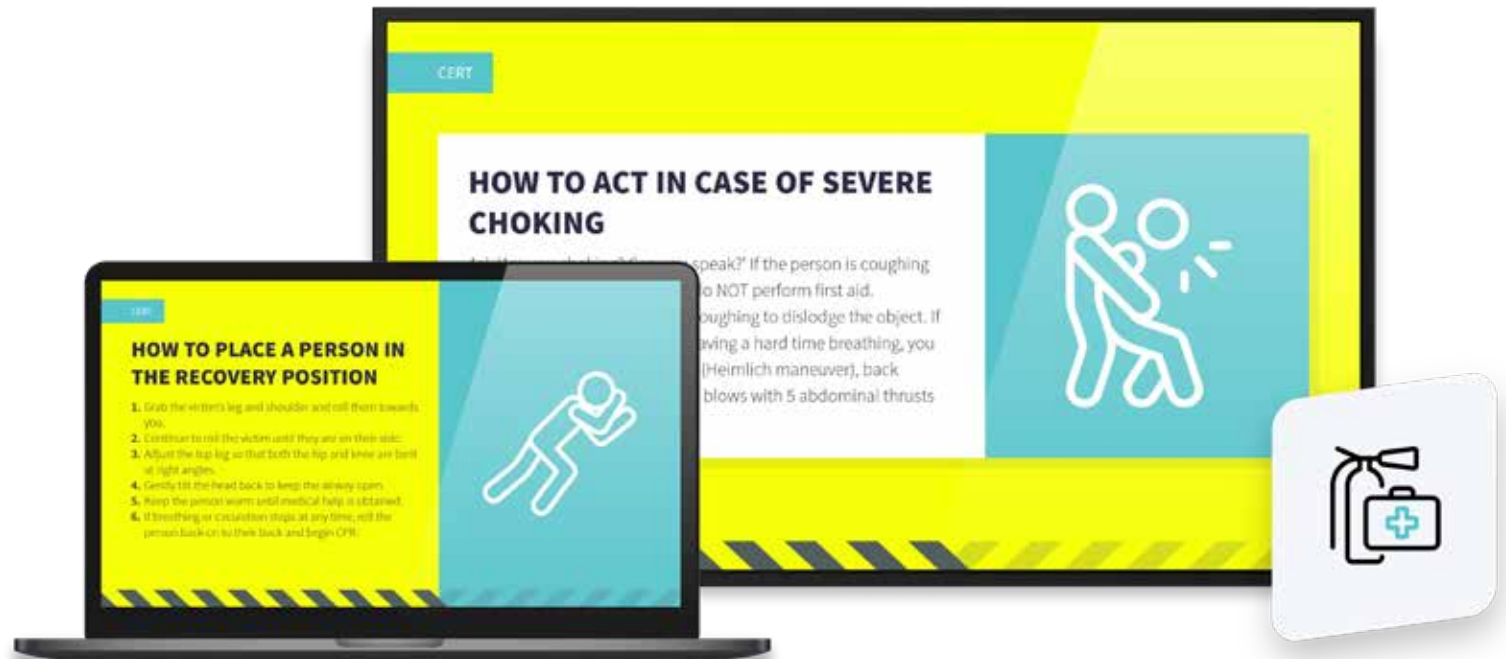 CERT
HOW TO ACT IN CASE OF SEVERE
CHOKING
speak?' If the person is coughing
NOT perform first aid.
oughing to dislodge the object. If
aving a hard time breathing, you
(Heimlich maneuver), back
blows with 5 abdominal thrusts
CERT
HOW TO PLACE A PERSON IN
THE RECOVERY POSITION
1. Grab the victim's leg and shoulder and roll them towards
you.
2. Continue to roll the victim until they are on their side.
3. Adjust the top leg so that both the hip and knee are bent
at right angles.
4. Gently tilt the head back to keep the airway open.
5. Keep the person warm until medical help is obtained.
6. If breathing or circulation stops at any time, roll the
person back on to their back and begin CPR.